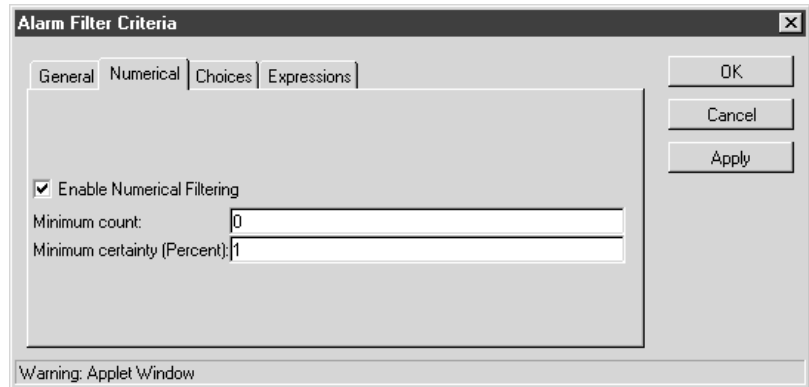 Alarm Filter Criteria
General Numerical Choices Expressions
OK
Cancel
Apply
Enable Numerical Filtering
Minimum count: 0
Minimum certainty (Percent): 1
Warning: Applet Window